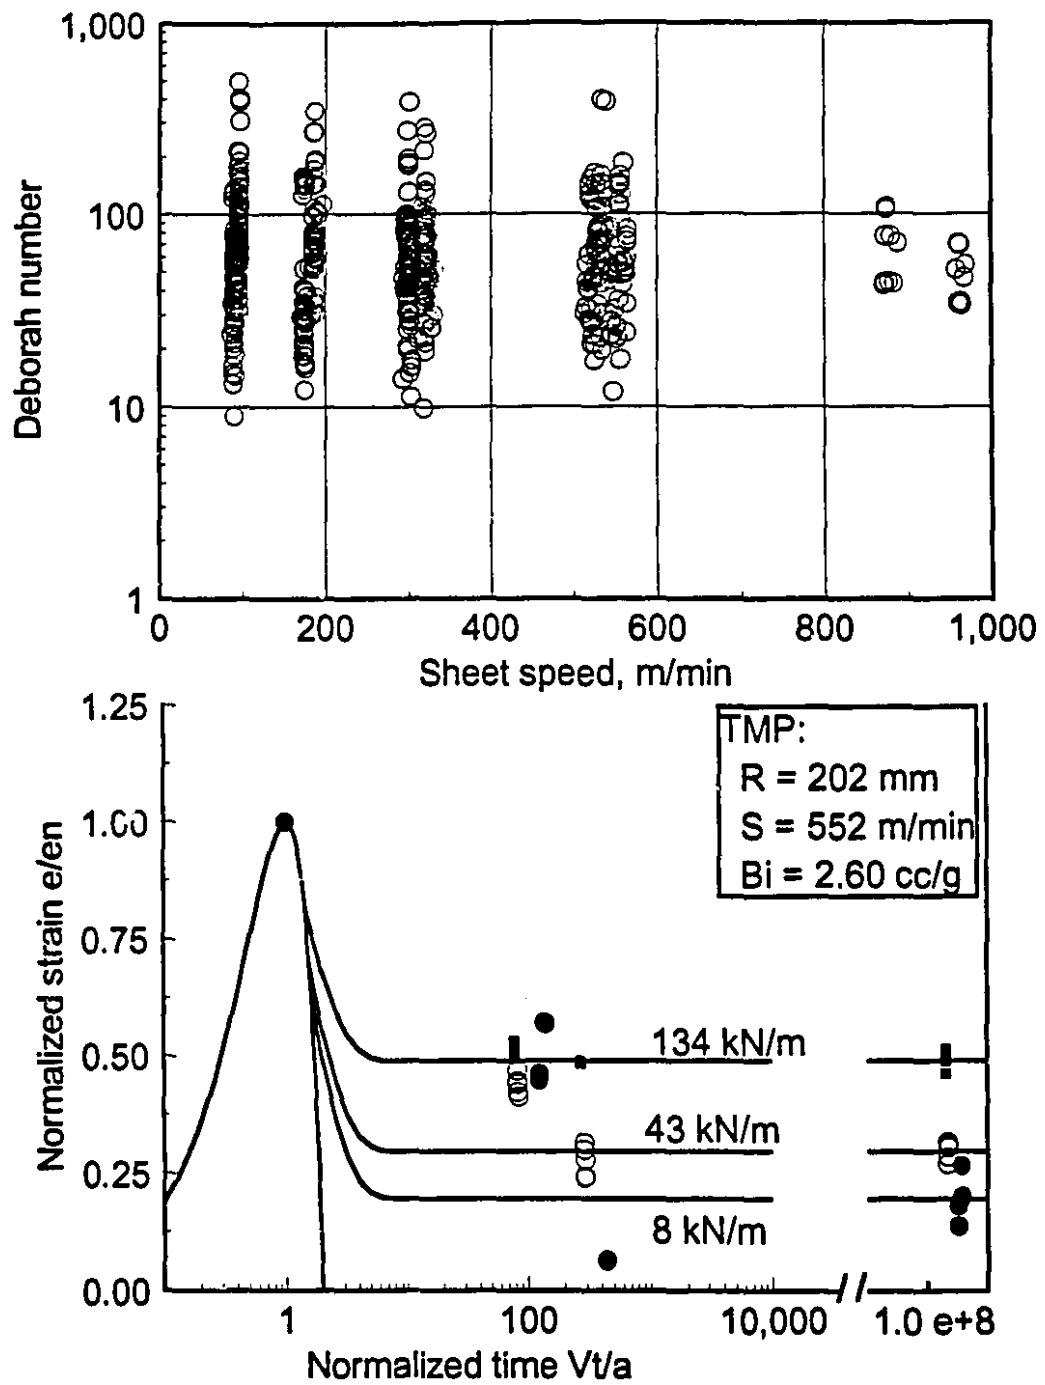 1,000
100
10
1
Deborah number
0 200 400 600 800 1,000
Sheet speed, m/min
1.25
1.00
0.75
0.50
0.25
0.00
Normalized strain e/en
TMP:
R = 202 mm
S = 552 m/min
Bi = 2.60 cc/g
134 kN/m
43 kN/m
8 kN/m
1 100 10,000 // 1.0 e+8
Normalized time Vt/a